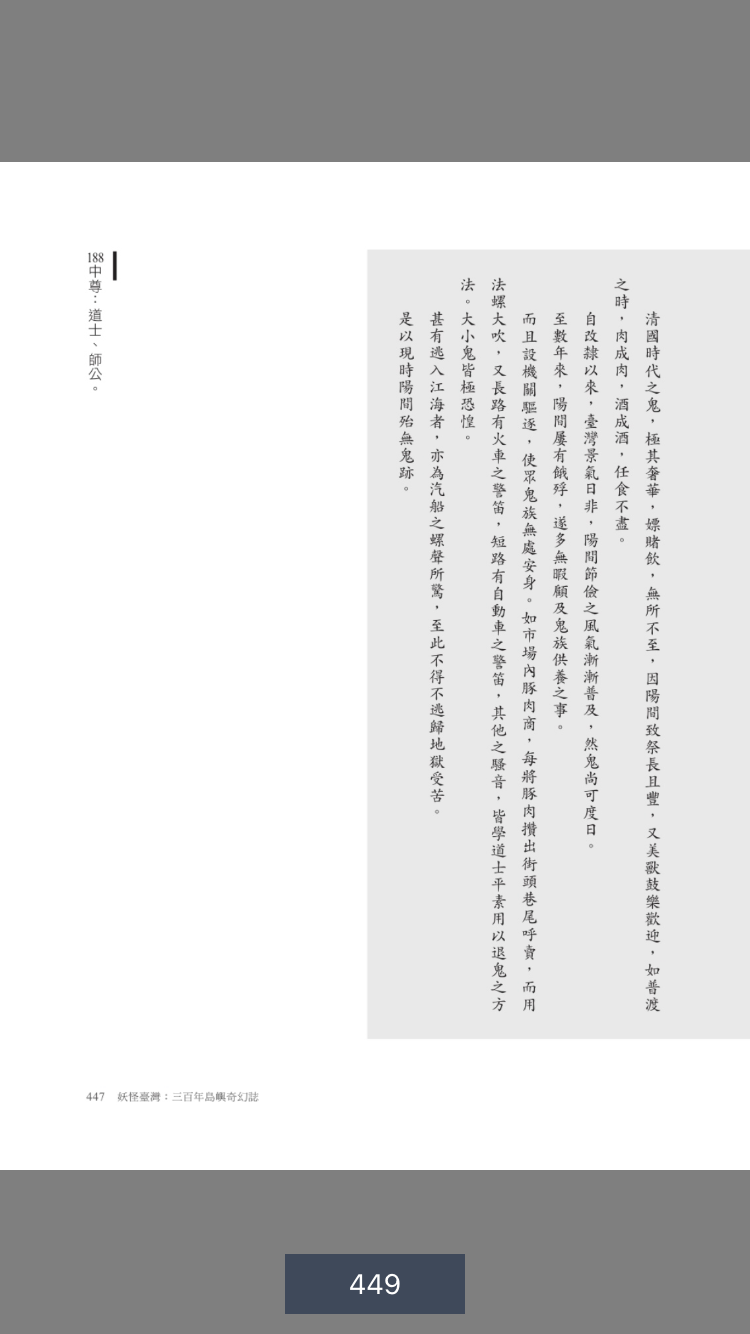 清國時代之鬼，極其奢華，嫖賭飲，無所不至，因陽間致祭長且豐，又美獸鼓樂歡迎，如普渡
之時，肉成肉，酒成酒，任食不盡。
自改隸以來，臺灣景氣日非，陽間節儉之風氣漸漸普及，然鬼尚可度日。
至數年來，陽間屢有餓殍，遂多無暇顧及鬼族供養之事。
而且設機關驅逐，使眾鬼族無處安身。如市場內豚肉商，每將豚肉攢出街頭巷尾呼賣，而用
法螺大吹，又長路有火車之警笛，短路有自動車之警笛，其他之騷音，皆學道士平素用以退鬼之方
法。大小鬼皆極恐惶。
甚有逃入江海者，亦為汽船之螺聲所驚，至此不得不逃歸地獄受苦。
是以現時陽間殆無鬼跡。
188 中尊：道士、師公。
447 妖怪臺灣：三百年島嶼奇幻誌
449